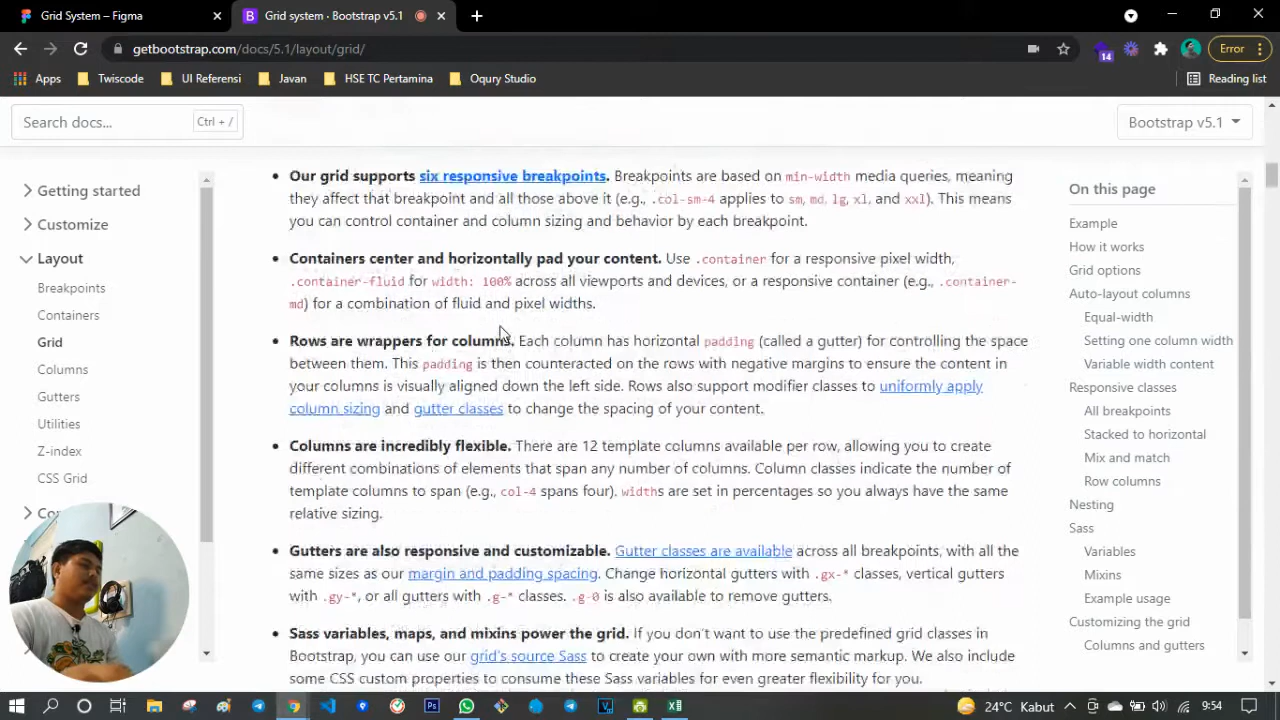 Grid System – Figma
Grid system · Bootstrap v5.1
getbootstrap.com/docs/5.1/layout/grid/
14
Error
Apps
Twiscode
UI Referensi
Javan
HSE TC Pertamina
Oqury Studio
Reading list
Search docs...
Ctrl + /
Bootstrap v5.1
Getting started
Customize
Layout
Breakpoints
Containers
Grid
Columns
Gutters
Utilities
Z-index
CSS Grid
Our grid supports six responsive breakpoints. Breakpoints are based on min-width media queries, meaning
they affect that breakpoint and all those above it (e.g., .col-sm-4 applies to sm, md, lg, xl, and xxl). This means
you can control container and column sizing and behavior by each breakpoint.
Containers center and horizontally pad your content. Use .container for a responsive pixel width,
.container-fluid for width: 100% across all viewports and devices, or a responsive container (e.g., .container-
md) for a combination of fluid and pixel widths.
Rows are wrappers for columns. Each column has horizontal padding (called a gutter) for controlling the space
between them. This padding is then counteracted on the rows with negative margins to ensure the content in
your columns is visually aligned down the left side. Rows also support modifier classes to uniformly apply
column sizing and gutter classes to change the spacing of your content.
Columns are incredibly flexible. There are 12 template columns available per row, allowing you to create
different combinations of elements that span any number of columns. Column classes indicate the number of
template columns to span (e.g., col-4 spans four). widths are set in percentages so you always have the same
relative sizing.
Gutters are also responsive and customizable. Gutter classes are available across all breakpoints, with all the
same sizes as our margin and padding spacing. Change horizontal gutters with .gx-* classes, vertical gutters
with .gy-*, or all gutters with .g-* classes. .g-0 is also available to remove gutters.
Sass variables, maps, and mixins power the grid. If you don't want to use the predefined grid classes in
Bootstrap, you can use our grid's source Sass to create your own with more semantic markup. We also include
some CSS custom properties to consume these Sass variables for even greater flexibility for you.
On this page
Example
How it works
Grid options
Auto-layout columns
Equal-width
Setting one column width
Variable width content
Responsive classes
All breakpoints
Stacked to horizontal
Mix and match
Row columns
Nesting
Sass
Variables
Mixins
Example usage
Customizing the grid
Columns and gutters
24°C Kabut
9:54